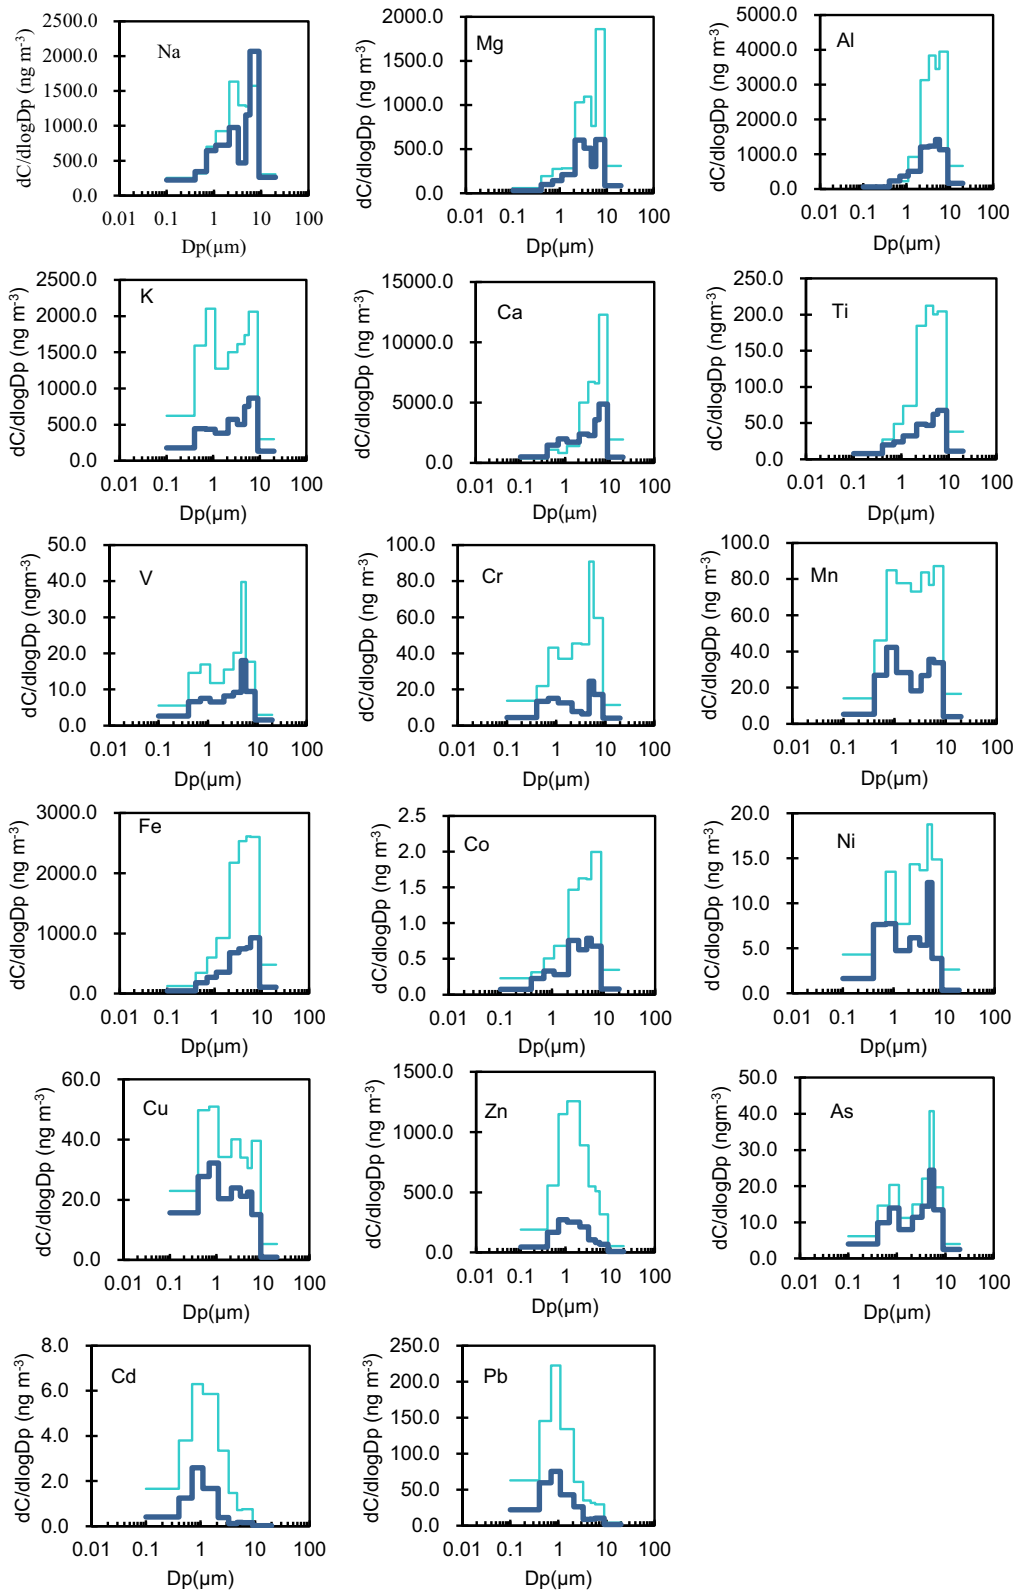 2500.0
2000.0
1500.0
1000.0
500.0
0.0
dC/dlogDp (ng m-3)
Na
0.01 0.1 1 10 100
Dp(µm)
2000.0
1500.0
1000.0
500.0
0.0
dC/dlogDp (ng m-3)
Mg
0.01 0.1 1 10 100
Dp(µm)
5000.0
4000.0
3000.0
2000.0
1000.0
0.0
dC/dlogDp (ng m-3)
Al
0.01 0.1 1 10 100
Dp(µm)
2500.0
2000.0
1500.0
1000.0
500.0
0.0
dC/dlogDp (ng m-3)
K
0.01 0.1 1 10 100
Dp(µm)
15000.0
10000.0
5000.0
0.0
dC/dlogDp (ng m-3)
Ca
0.01 0.1 1 10 100
Dp(µm)
250.0
200.0
150.0
100.0
50.0
0.0
dC/dlogDp (ngm-3)
Ti
0.01 0.1 1 10 100
Dp(µm)
50.0
40.0
30.0
20.0
10.0
0.0
dC/dlogDp (ngm-3)
V
0.01 0.1 1 10 100
Dp(µm)
100.0
80.0
60.0
40.0
20.0
0.0
dC/dlogDp (ng m-3)
Cr
0.01 0.1 1 10 100
Dp(µm)
100.0
80.0
60.0
40.0
20.0
0.0
dC/dlogDp (ng m-3)
Mn
0.01 0.1 1 10 100
Dp(µm)
3000.0
2000.0
1000.0
0.0
dC/dlogDp (ng m-3)
Fe
0.01 0.1 1 10 100
Dp(µm)
2.5
2.0
1.5
1.0
0.5
0.0
dC/dlogDp (ng m-3)
Co
0.01 0.1 1 10 100
Dp(µm)
20.0
15.0
10.0
5.0
0.0
dC/dlogDp (ng m-3)
Ni
0.01 0.1 1 10 100
Dp(µm)
60.0
40.0
20.0
0.0
dC/dlogDp (ng m-3)
Cu
0.01 0.1 1 10 100
Dp(µm)
1500.0
1000.0
500.0
0.0
dC/dlogDp (ng m-3)
Zn
0.01 0.1 1 10 100
Dp(µm)
50.0
40.0
30.0
20.0
10.0
0.0
dC/dlogDp (ngm-3)
As
0.01 0.1 1 10 100
Dp(µm)
8.0
6.0
4.0
2.0
0.0
dC/dlogDp (ng m-3)
Cd
0.01 0.1 1 10 100
Dp(µm)
250.0
200.0
150.0
100.0
50.0
0.0
dC/dlogDp (ng m-3)
Pb
0.01 0.1 1 10 100
Dp(µm)